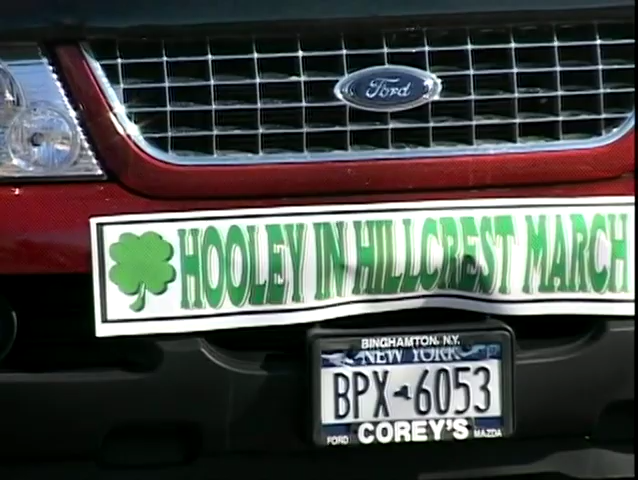 Ford
HOOLEY IN HILLCREST MARCH
BINGHAMTON, N.Y.
NEW YORK
BPX-6053
FORD COREY'S MAZDA